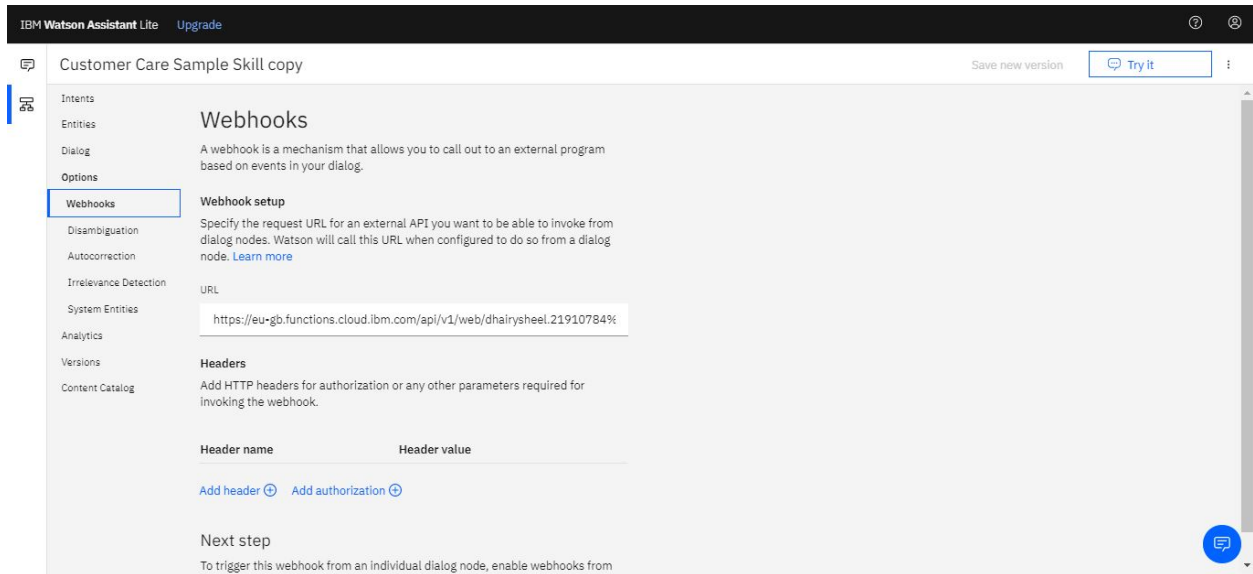 IBM Watson Assistant Lite Upgrade
Customer Care Sample Skill copy
Save new version
Try it
Intents
Entities
Dialog
Options
Webhooks
Disambiguation
Autocorrection
Irrelevance Detection
System Entities
Analytics
Versions
Content Catalog
Webhooks
A webhook is a mechanism that allows you to call out to an external program
based on events in your dialog.
Webhook setup
Specify the request URL for an external API you want to be able to invoke from
dialog nodes. Watson will call this URL when configured to do so from a dialog
node. Learn more
URL
https://eu-gb.functions.cloud.ibm.com/api/v1/web/dhairysheel.21910784%
Headers
Add HTTP headers for authorization or any other parameters required for
invoking the webhook.
Header name Header value
Add header Add authorization
Next step
To trigger this webhook from an individual dialog node, enable webhooks from